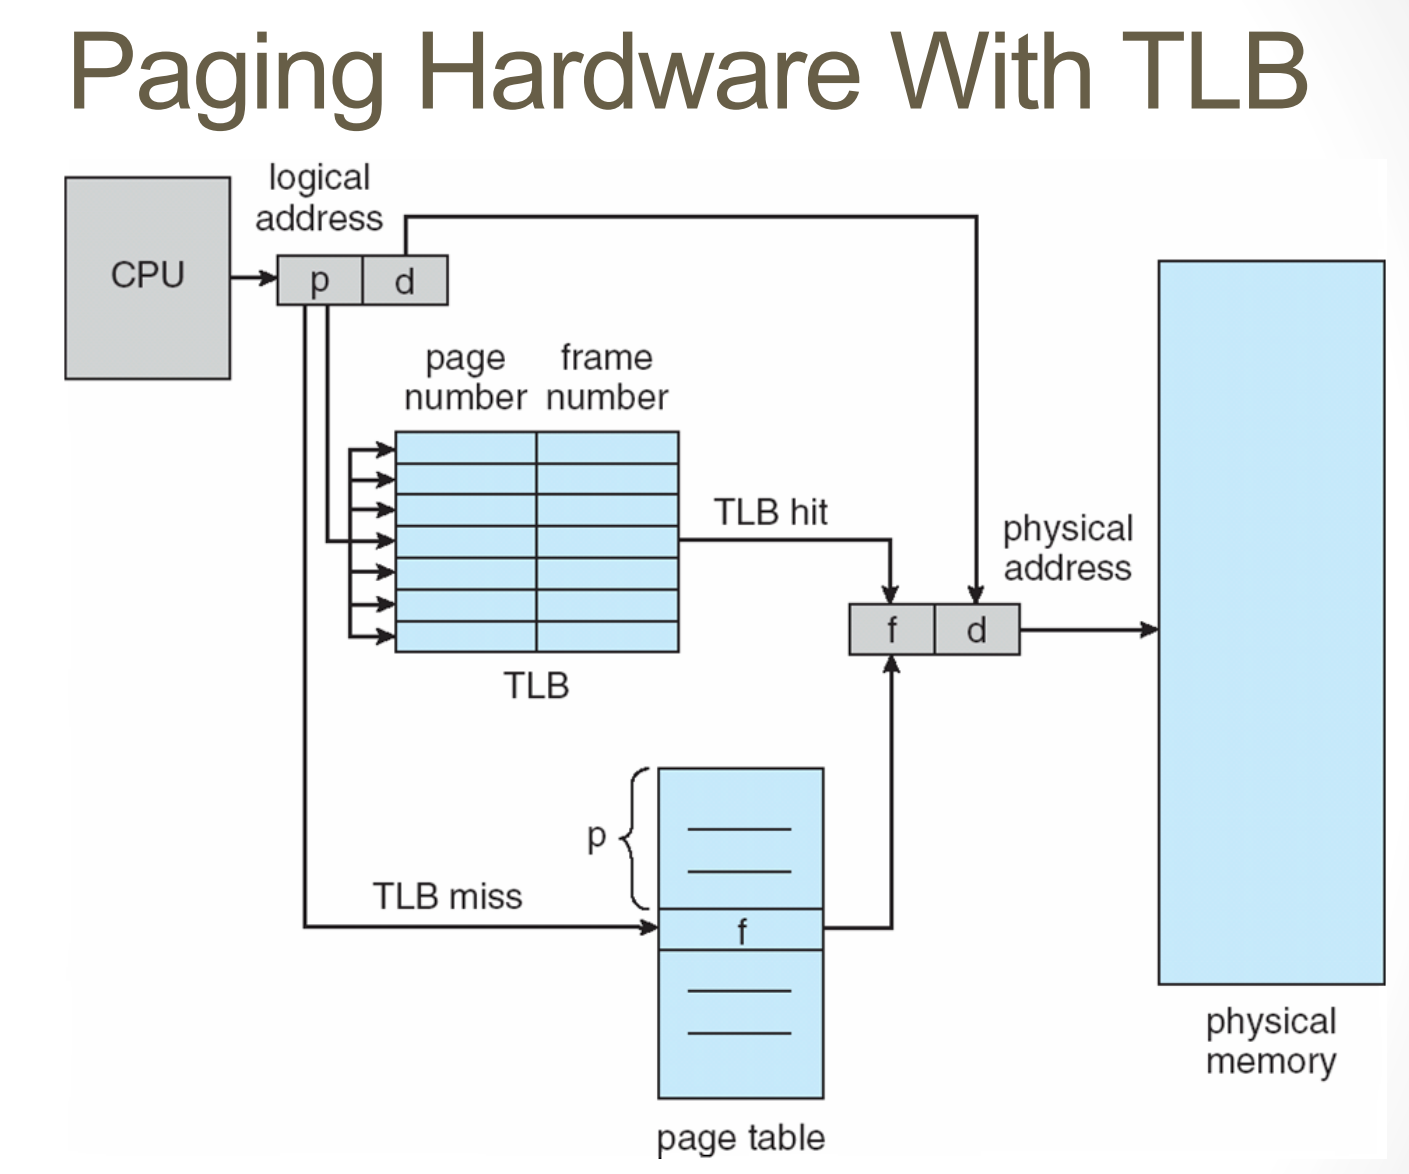 Paging Hardware With TLB
logical
address
CPU
p
d
page
number
frame
number
TLB hit
physical
address
f
d
TLB
p
TLB miss
f
physical
memory
page table